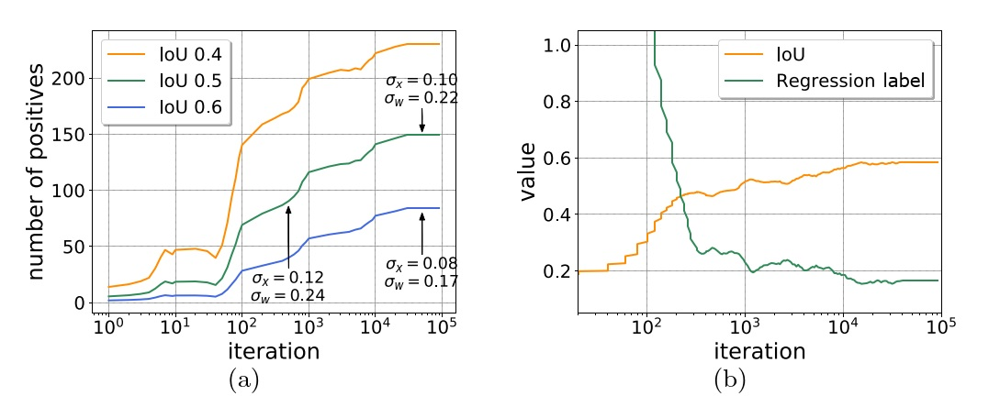 number of positives
200
150
100
50
0
IoU 0.4
IoU 0.5
IoU 0.6
σx = 0.10
σw = 0.22
σx = 0.12
σw = 0.24
σx = 0.08
σw = 0.17
10^0 10^1 10^2 10^3 10^4 10^5
iteration
(a)
value
1.0
0.8
0.6
0.4
0.2
IoU
Regression label
10^2 10^3 10^4 10^5
iteration
(b)